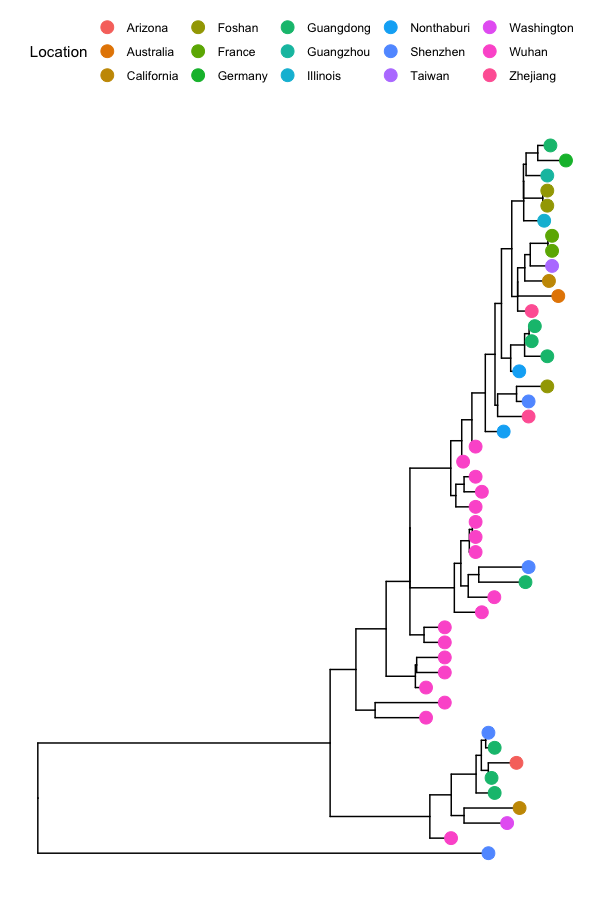 Arizona Foshan Guangdong Nonthaburi Washington
Location Australia France Guangzhou Shenzhen Wuhan
California Germany Illinois Taiwan Zhejiang